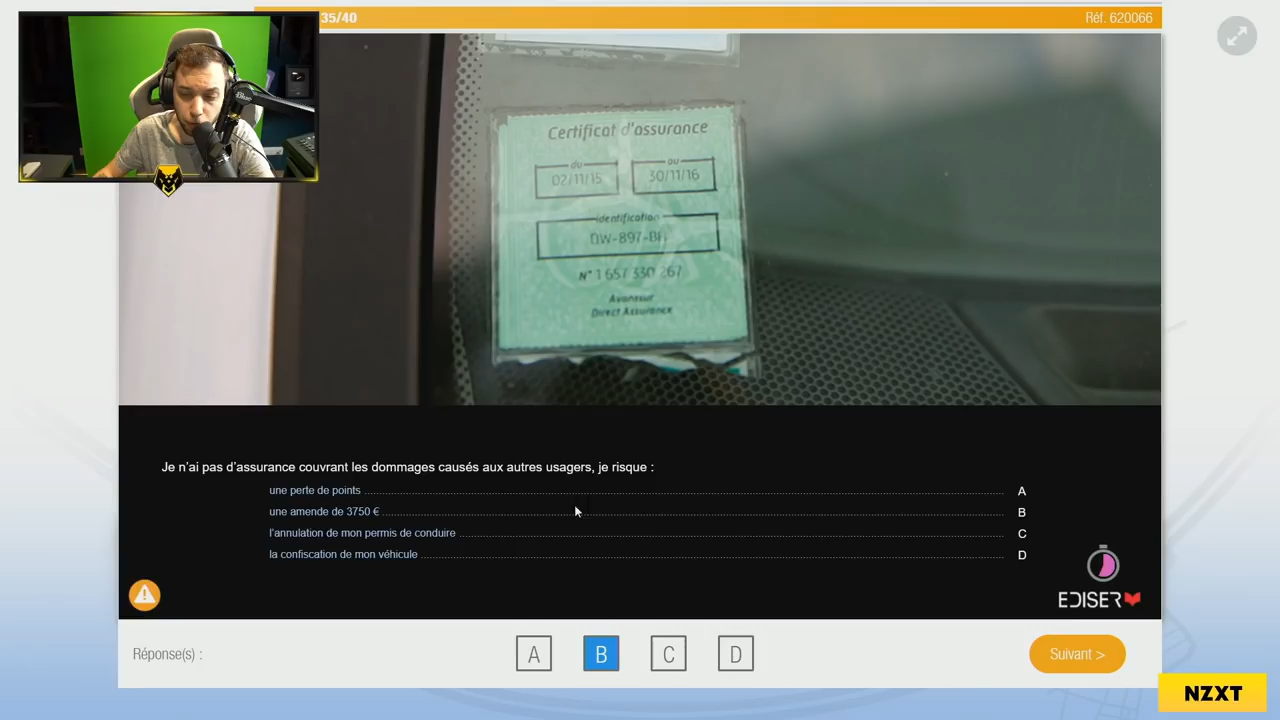 35/40
Réf. 620066
Certificat d'assurance
du
au
02/11/15
30/11/16
identification
DW-897-BH
N° 1 657 330 267
Avanssur
Direct Assurance
Je n'ai pas d'assurance couvrant les dommages causés aux autres usagers, je risque :
une perte de points A
une amende de 3750 € B
l'annulation de mon permis de conduire C
la confiscation de mon véhicule D
EDISER
Réponse(s) :
A
B
C
D
Suivant >
NZXT